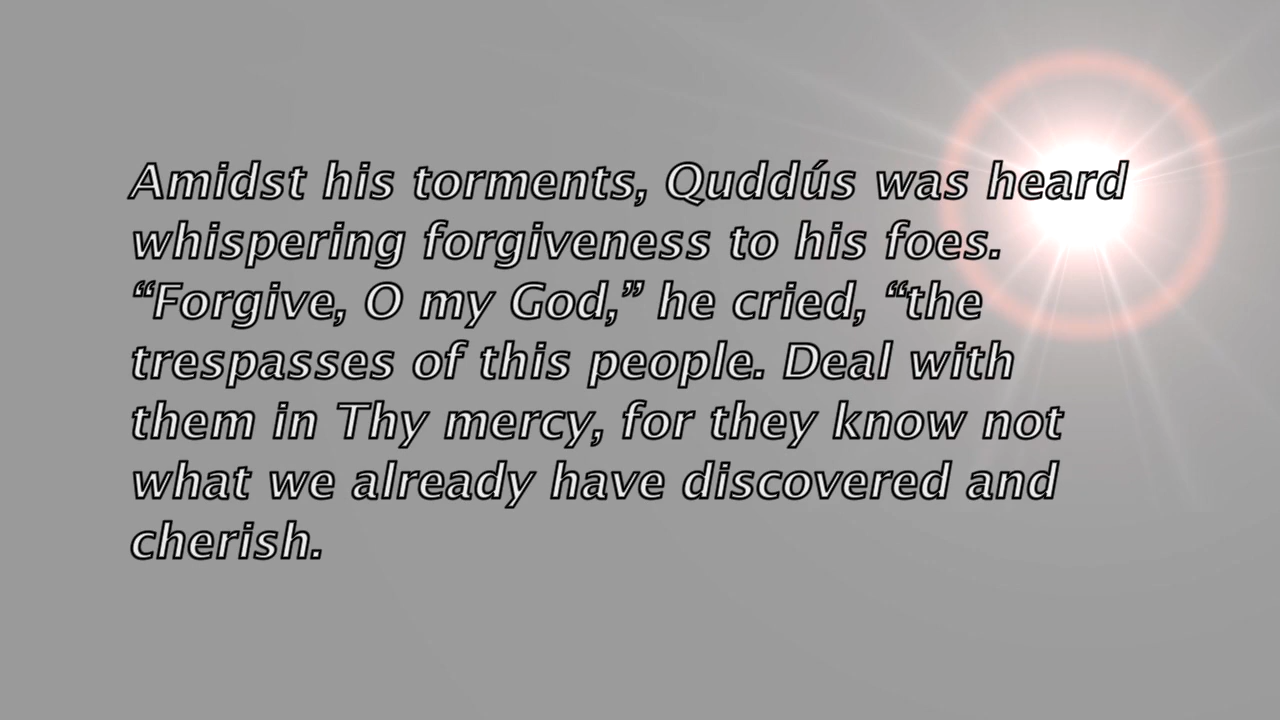 Amidst his torments, Quddús was heard
whispering forgiveness to his foes.
“Forgive, O my God,” he cried, “the
trespasses of this people. Deal with
them in Thy mercy, for they know not
what we already have discovered and
cherish.